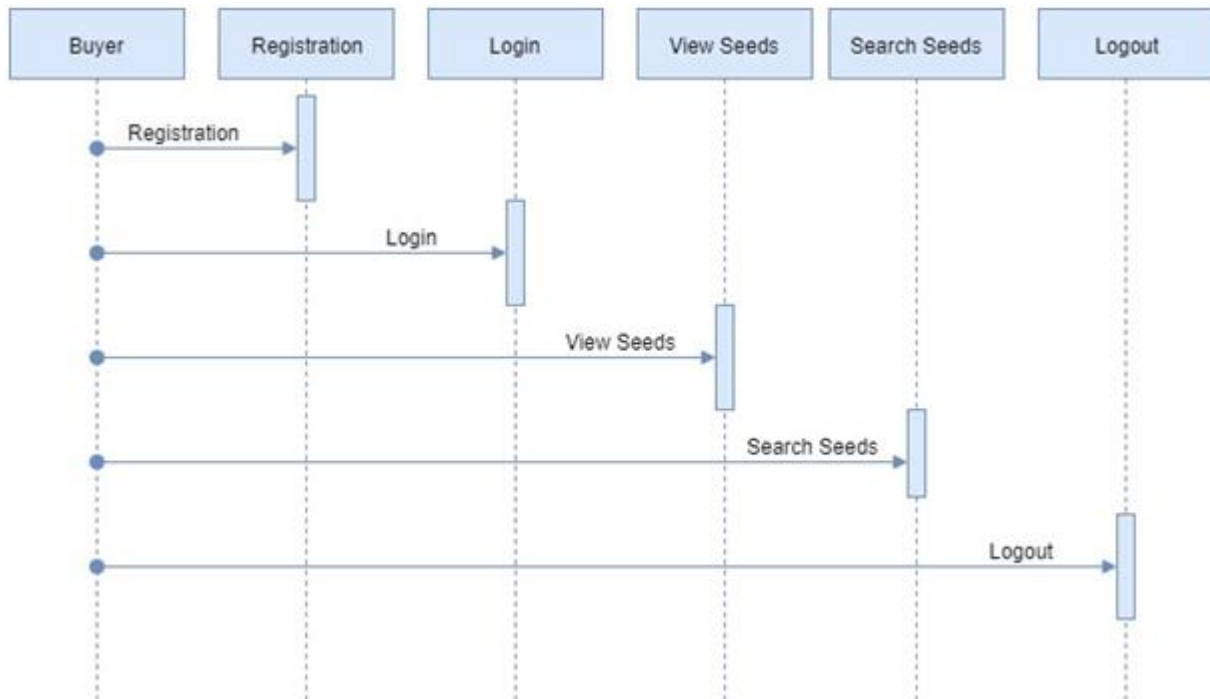 Buyer
Registration
Login
View Seeds
Search Seeds
Logout
Registration
Login
View Seeds
Search Seeds
Logout